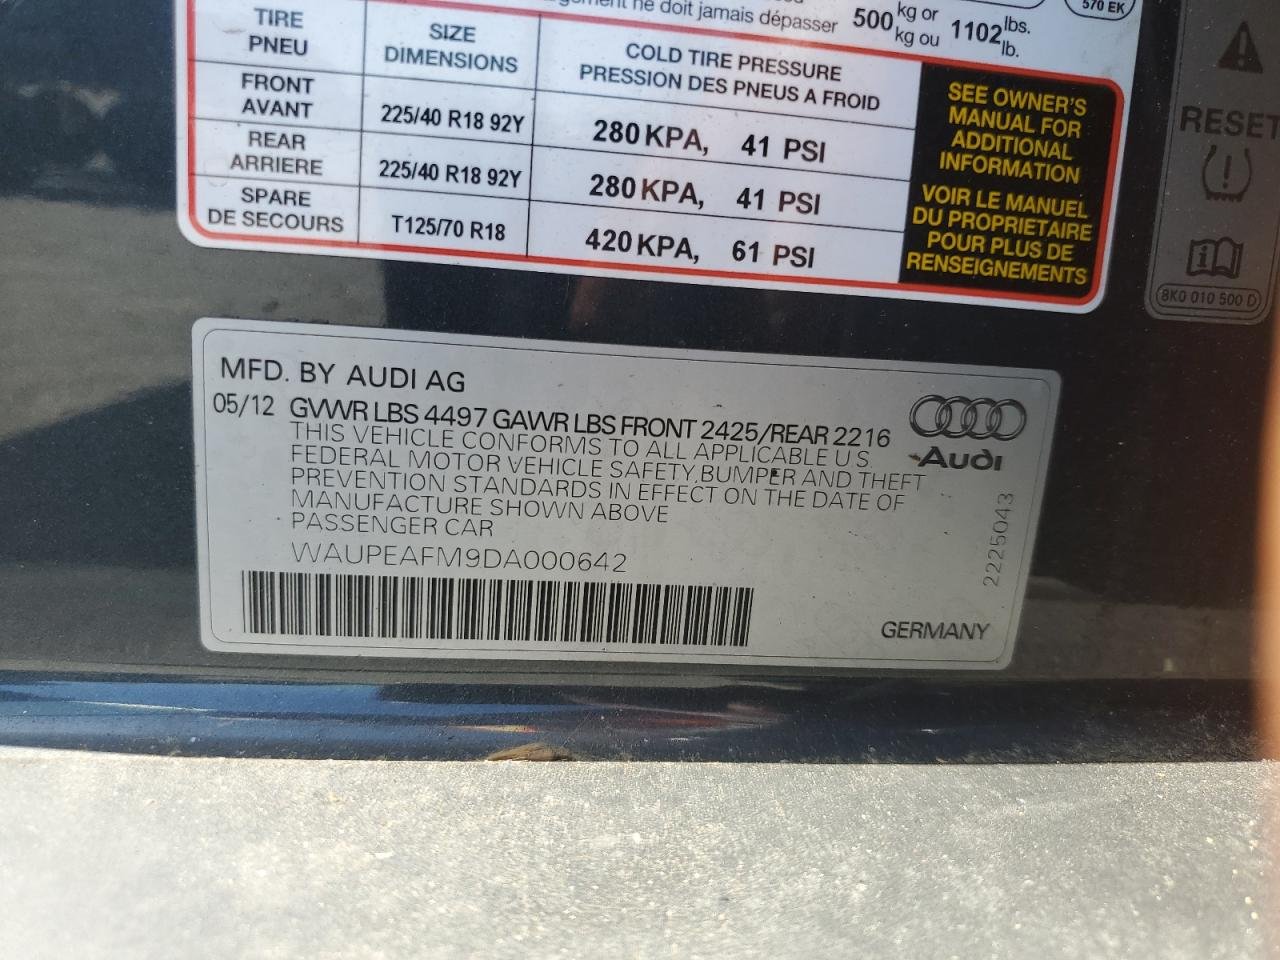 ne doit jamais dépasser 500 kg or kg ou 1102 lbs. lb.
570 EK
TIRE PNEU
SIZE DIMENSIONS
COLD TIRE PRESSURE
PRESSION DES PNEUS A FROID
FRONT AVANT 225/40 R18 92Y 280 KPA, 41 PSI
REAR ARRIERE 225/40 R18 92Y 280 KPA, 41 PSI
SPARE DE SECOURS T125/70 R18 420 KPA, 61 PSI
SEE OWNER'S
MANUAL FOR
ADDITIONAL
INFORMATION
VOIR LE MANUEL
DU PROPRIETAIRE
POUR PLUS DE
RENSEIGNEMENTS
RESET
8K0 010 500 D
MFD. BY AUDI AG
05/12 GVWR LBS 4497 GAWR LBS FRONT 2425/REAR 2216
THIS VEHICLE CONFORMS TO ALL APPLICABLE U.S.
FEDERAL MOTOR VEHICLE SAFETY, BUMPER AND THEFT
PREVENTION STANDARDS IN EFFECT ON THE DATE OF
MANUFACTURE SHOWN ABOVE
PASSENGER CAR
WAUPEAFM9DA000642
Audi
2225043
GERMANY